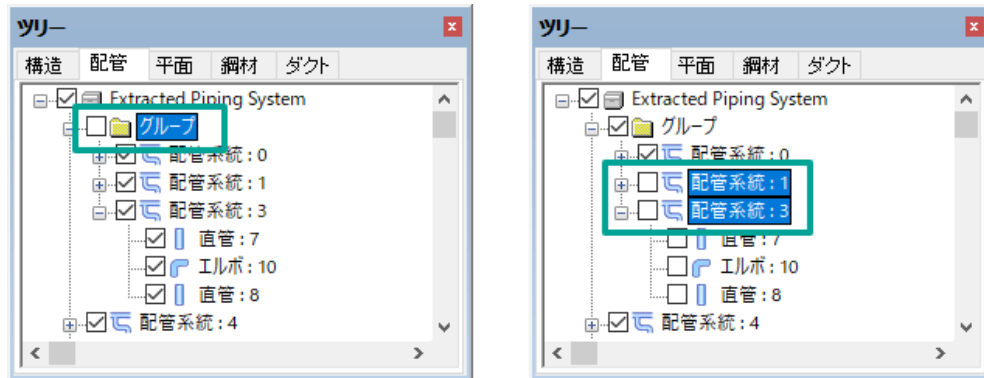 ツリー
構造 配管 平面 鋼材 ダクト
Extracted Piping System
グループ
配管系統 : 0
配管系統 : 1
配管系統 : 3
直管 : 7
エルボ : 10
直管 : 8
配管系統 : 4
ツリー
構造 配管 平面 鋼材 ダクト
Extracted Piping System
グループ
配管系統 : 0
配管系統 : 1
配管系統 : 3
直管 : 7
エルボ : 10
直管 : 8
配管系統 : 4